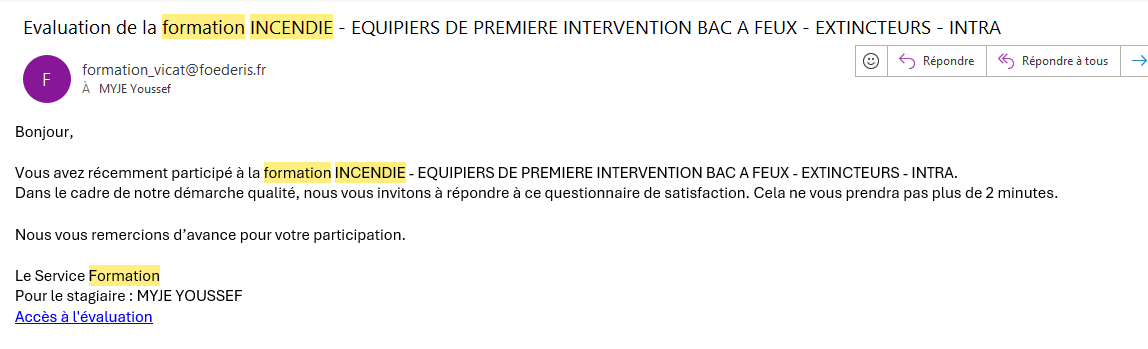 Evaluation de la formation INCENDIE - EQUIPIERS DE PREMIERE INTERVENTION BAC A FEUX - EXTINCTEURS - INTRA
F
formation_vicat@foederis.fr
À MYJE Youssef
Répondre
Répondre à tous
Bonjour,
Vous avez récemment participé à la formation INCENDIE - EQUIPIERS DE PREMIERE INTERVENTION BAC A FEUX - EXTINCTEURS - INTRA.
Dans le cadre de notre démarche qualité, nous vous invitons à répondre à ce questionnaire de satisfaction. Cela ne vous prendra pas plus de 2 minutes.
Nous vous remercions d’avance pour votre participation.
Le Service Formation
Pour le stagiaire : MYJE YOUSSEF
Accès à l'évaluation